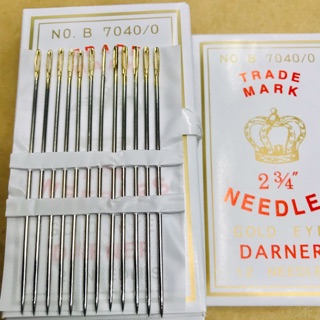 NO. B 7040/0
NO. B 7040/0
TRADE
MARK
2 ¾"
NEEDLE
GOLD EYE
DARNER